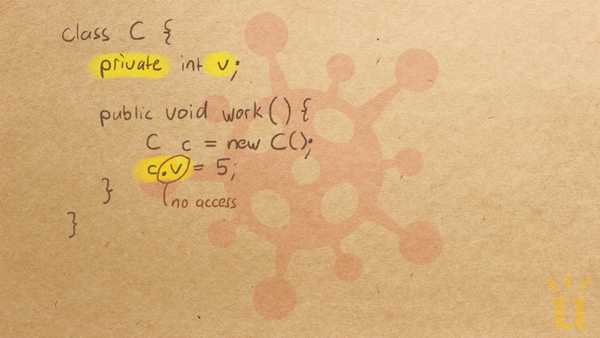 class C {
private int v;
public void work() {
C c = new C();
c.v = 5;
}
no access
}